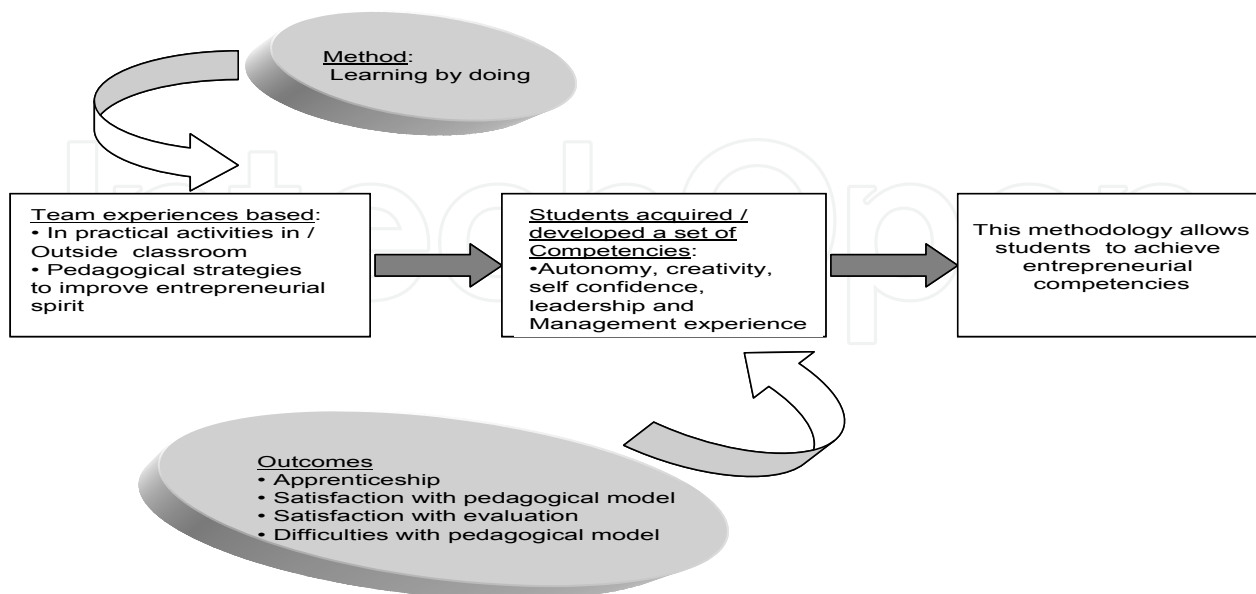 Method:
Learning by doing
Team experiences based:
• In practical activities in /
Outside classroom
• Pedagogical strategies
to improve entrepreneurial
spirit
Students acquired /
developed a set of
Competencies:
•Autonomy, creativity,
self confidence,
leadership and
Management experience
This methodology allows
students to achieve
entrepreneurial
competencies
Outcomes
• Apprenticeship
• Satisfaction with pedagogical model
• Satisfaction with evaluation
• Difficulties with pedagogical model
IntechOpen